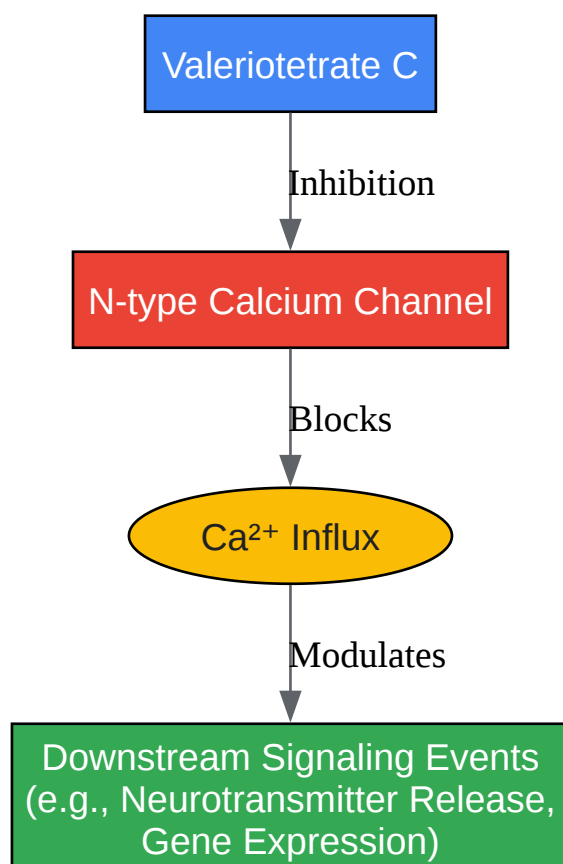 Valeriotetrate C
Inhibition
N-type Calcium Channel
Blocks
Ca²⁺ Influx
Modulates
Downstream Signaling Events
(e.g., Neurotransmitter Release,
Gene Expression)